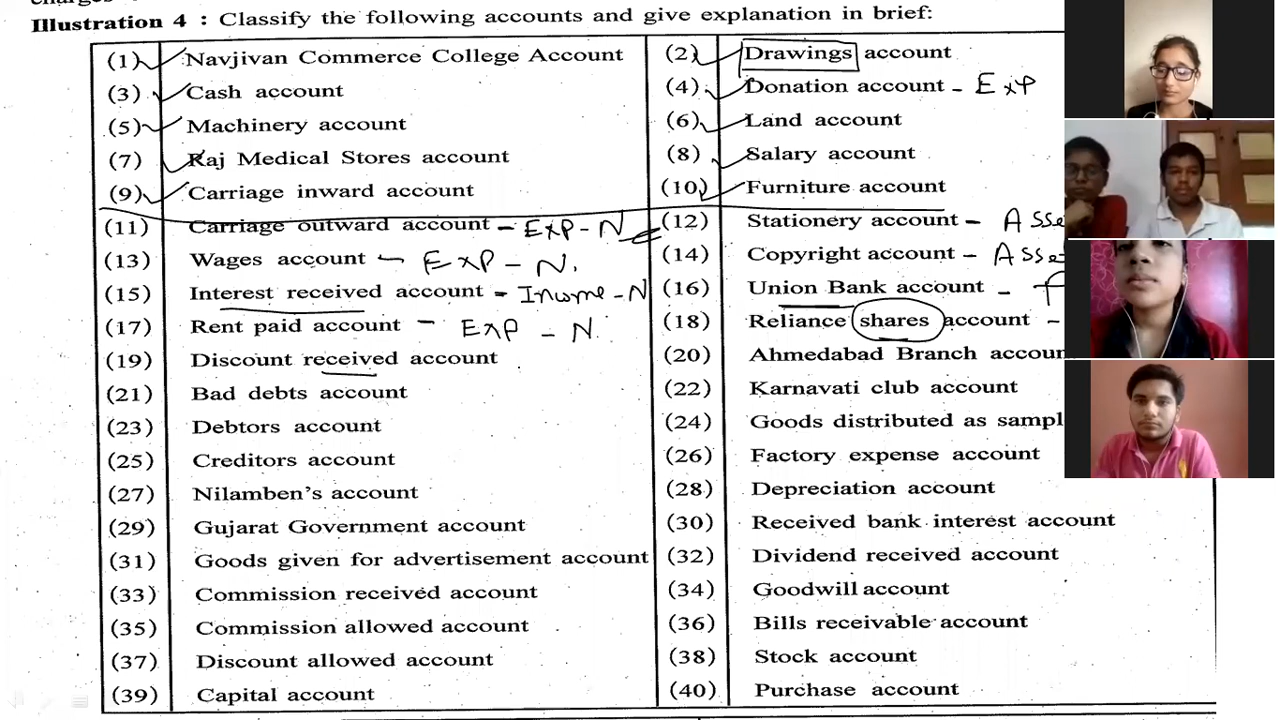 charges
Illustration 4 : Classify the following accounts and give explanation in brief:
(1) Navjivan Commerce College Account (2) Drawings account
(3) Cash account (4) Donation account - Exp
(5) Machinery account (6) Land account
(7) Raj Medical Stores account (8) Salary account
(9) Carriage inward account (10) Furniture account
(11) Carriage outward account - Exp - N (12) Stationery account - Asse
(13) Wages account - Exp - N. (14) Copyright account - Asse
(15) Interest received account - Income - N (16) Union Bank account -
(17) Rent paid account - Exp - N. (18) Reliance shares account -
(19) Discount received account (20) Ahmedabad Branch accoun
(21) Bad debts account (22) Karnavati club account
(23) Debtors account (24) Goods distributed as sampl
(25) Creditors account (26) Factory expense account
(27) Nilamben's account (28) Depreciation account
(29) Gujarat Government account (30) Received bank interest account
(31) Goods given for advertisement account (32) Dividend received account
(33) Commission received account (34) Goodwill account
(35) Commission allowed account (36) Bills receivable account
(37) Discount allowed account (38) Stock account
(39) Capital account (40) Purchase account